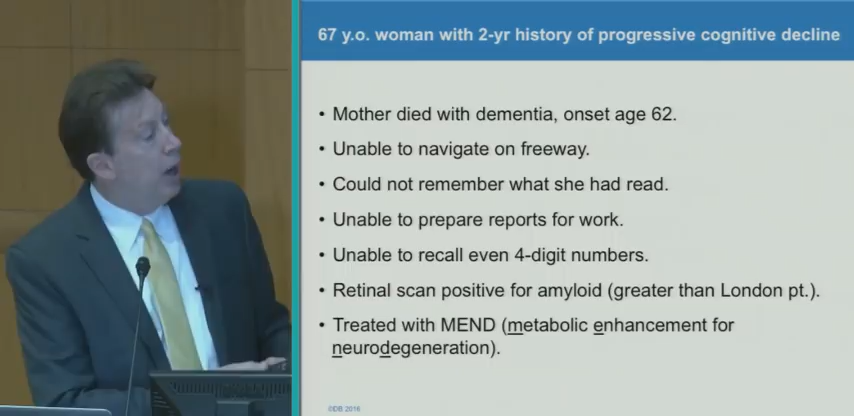 67 y.o. woman with 2-yr history of progressive cognitive decline
• Mother died with dementia, onset age 62.
• Unable to navigate on freeway.
• Could not remember what she had read.
• Unable to prepare reports for work.
• Unable to recall even 4-digit numbers.
• Retinal scan positive for amyloid (greater than London pt.).
• Treated with MEND (metabolic enhancement for
neurodegeneration).
©DB 2016